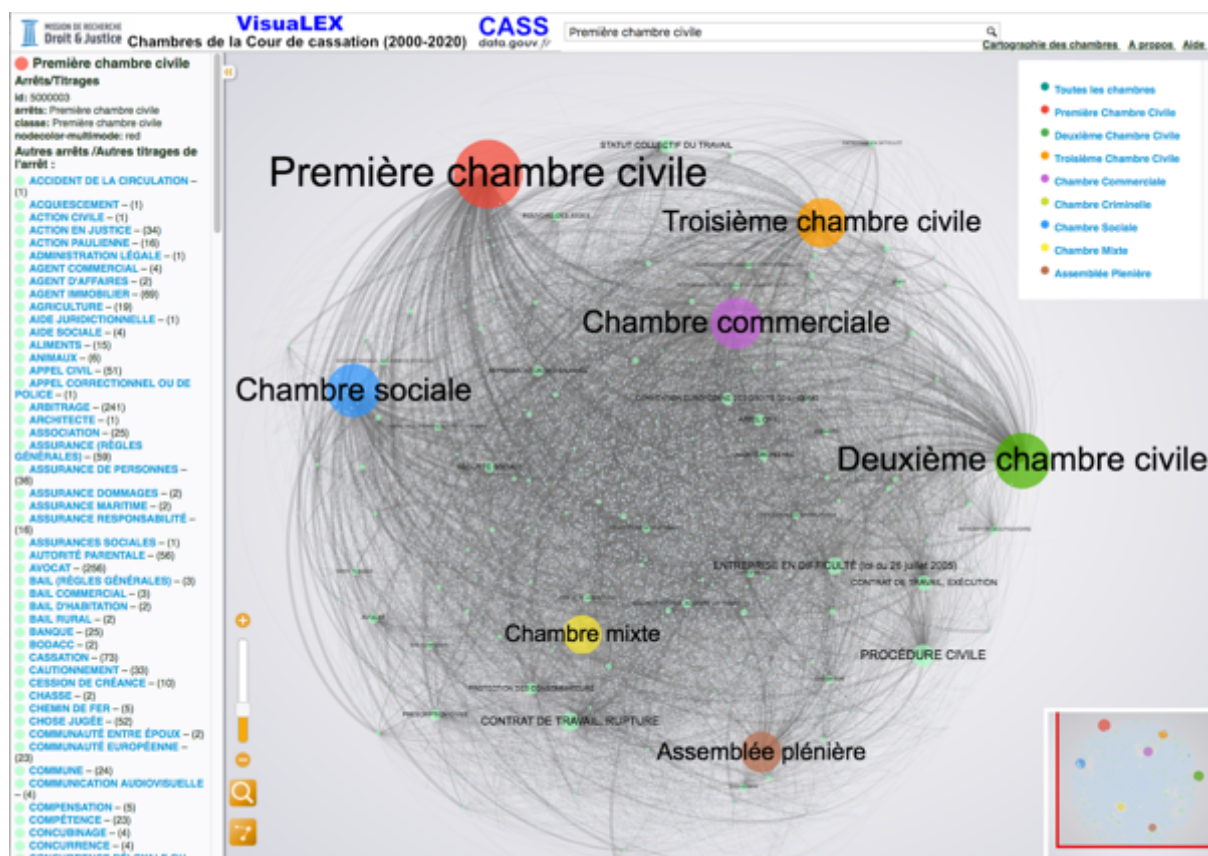 MISSION DE RECHERCHE
Droit & Justice
VisuaLEX
Chambres de la Cour de cassation (2000-2020)
CASS
data.gouv.fr
Première chambre civile
Cartographie des chambres A propos Aide
Première chambre civile
Arrêts/Titrages
id: 5000003
arrêts: Première chambre civile
classe: Première chambre civile
nodecolor-multimode: red
Autres arrêts /Autres titrages de
l'arrêt :
ACCIDENT DE LA CIRCULATION –
(1)
ACQUIESCEMENT – (1)
ACTION CIVILE – (1)
ACTION EN JUSTICE – (34)
ACTION PAULIENNE – (16)
ADMINISTRATION LÉGALE – (1)
AGENT COMMERCIAL – (4)
AGENT D'AFFAIRES – (2)
AGENT IMMOBILIER – (69)
AGRICULTURE – (19)
AIDE JURIDICTIONNELLE – (1)
AIDE SOCIALE – (4)
ALIMENTS – (15)
ANIMAUX – (6)
APPEL CIVIL – (51)
APPEL CORRECTIONNEL OU DE
POLICE – (1)
ARBITRAGE – (241)
ARCHITECTE – (1)
ASSOCIATION – (25)
ASSURANCE (RÈGLES
GÉNÉRALES) – (59)
ASSURANCE DE PERSONNES –
(38)
ASSURANCE DOMMAGES – (2)
ASSURANCE MARITIME – (2)
ASSURANCE RESPONSABILITÉ –
(16)
ASSURANCES SOCIALES – (1)
AUTORITÉ PARENTALE – (56)
AVOCAT – (256)
BAIL (RÈGLES GÉNÉRALES) – (3)
BAIL COMMERCIAL – (3)
BAIL D'HABITATION – (2)
BAIL RURAL – (2)
BANQUE – (25)
BODACC – (2)
CASSATION – (73)
CAUTIONNEMENT – (33)
CESSION DE CRÉANCE – (10)
CHASSE – (2)
CHEMIN DE FER – (5)
CHOSE JUGÉE – (52)
COMMUNAUTÉ ENTRE ÉPOUX – (2)
COMMUNAUTÉ EUROPÉENNE –
(23)
COMMUNE – (24)
COMMUNICATION AUDIOVISUELLE
– (4)
COMPENSATION – (5)
COMPÉTENCE – (23)
CONCUBINAGE – (4)
CONCURRENCE – (4)
STATUT COLLECTIF DU TRAVAIL
Première chambre civile
Troisième chambre civile
Chambre commerciale
Chambre sociale
Deuxième chambre civile
ENTREPRISE EN DIFFICULTÉ (loi du 26 juillet 2005)
CONTRAT DE TRAVAIL, EXÉCUTION
Chambre mixte
PROCÉDURE CIVILE
PROTECTION DES CONSOMMATEURS
CONTRAT DE TRAVAIL, RUPTURE
Assemblée plénière
Toutes les chambres
Première Chambre Civile
Deuxième Chambre Civile
Troisième Chambre Civile
Chambre Commerciale
Chambre Criminelle
Chambre Sociale
Chambre Mixte
Assemblée Plenière